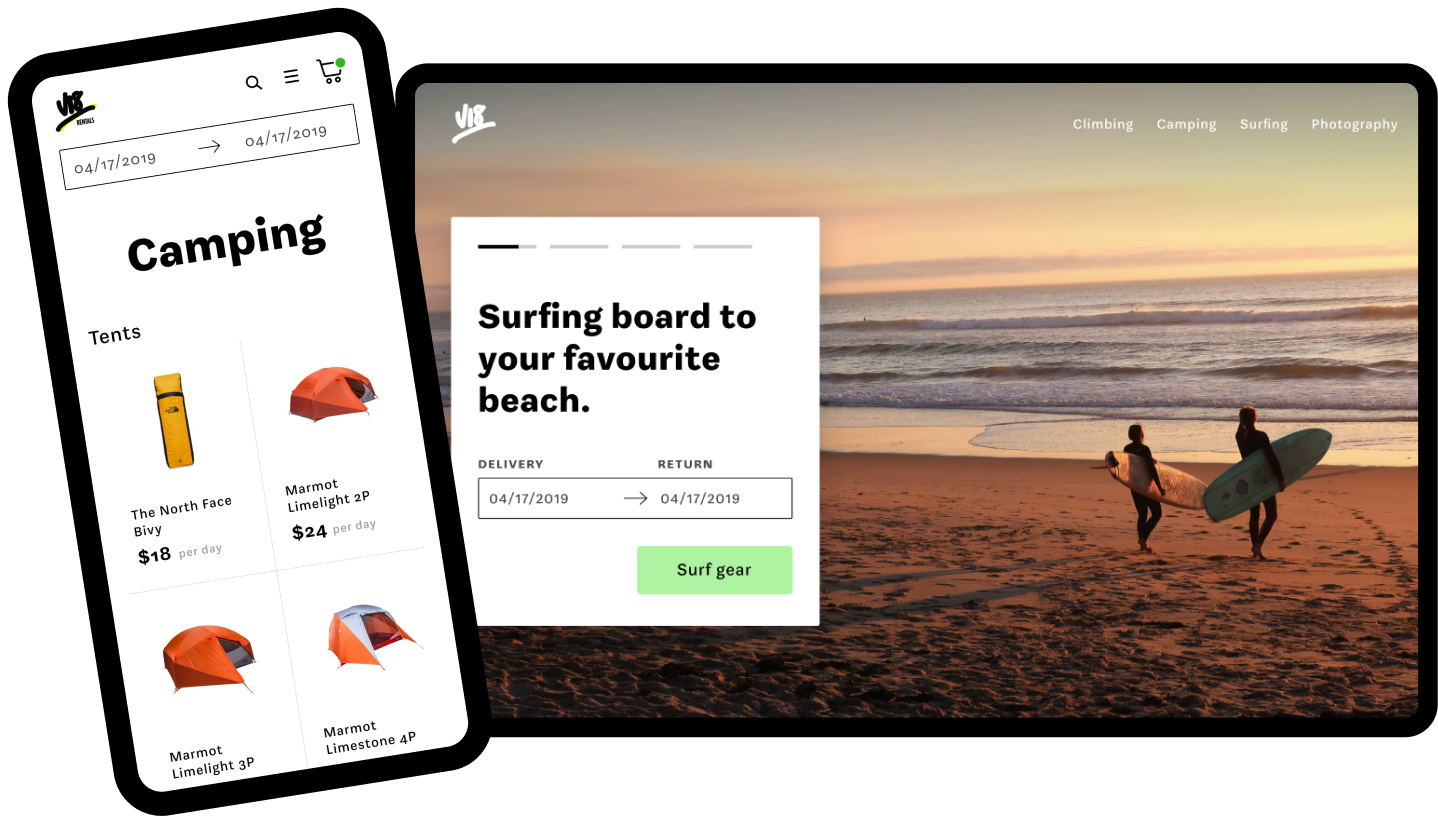 V18
RENTALS
04/17/2019 → 04/17/2019
Camping
Tents
The North Face
Bivy
$18 per day
Marmot
Limelight 2P
$24 per day
Marmot
Limelight 3P
Marmot
Limestone 4P
V18
Climbing Camping Surfing Photography
Surfing board to
your favourite
beach.
DELIVERY RETURN
04/17/2019 → 04/17/2019
Surf gear